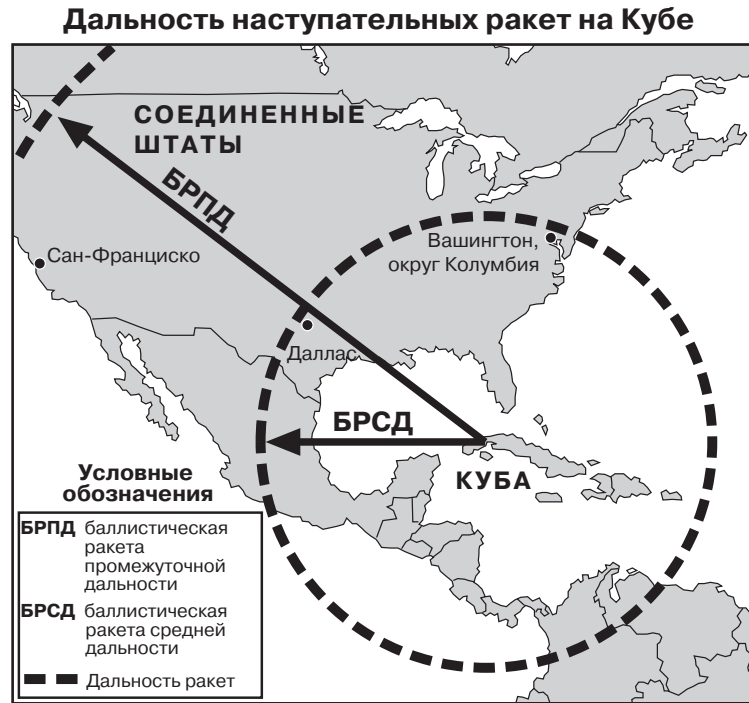 Дальность наступательных ракет на Кубе
СОЕДИНЕННЫЕ
ШТАТЫ
БРПД
Сан-Франциско
Вашингтон,
округ Колумбия
Даллас
БРСД
КУБА
Условные
обозначения
БРПД баллистическая
ракета
промежуточной
дальности
БРСД баллистическая
ракета средней
дальности
Дальность ракет